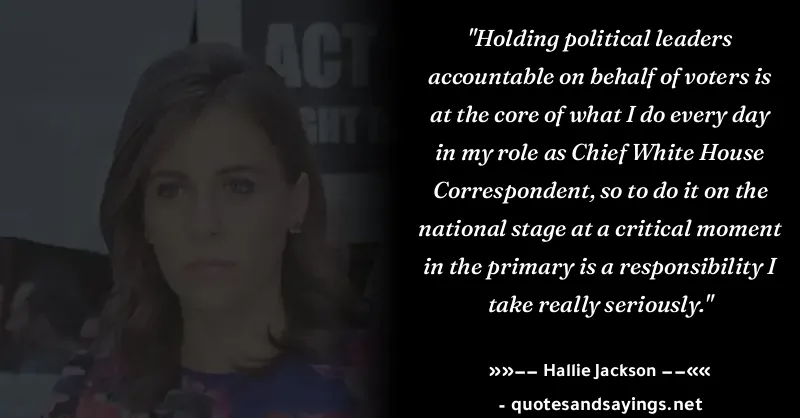 ACT
GHT
"Holding political leaders
accountable on behalf of voters is
at the core of what I do every day
in my role as Chief White House
Correspondent, so to do it on the
national stage at a critical moment
in the primary is a responsibility I
take really seriously."
»»−− Hallie Jackson −−««
- quotesandsayings.net